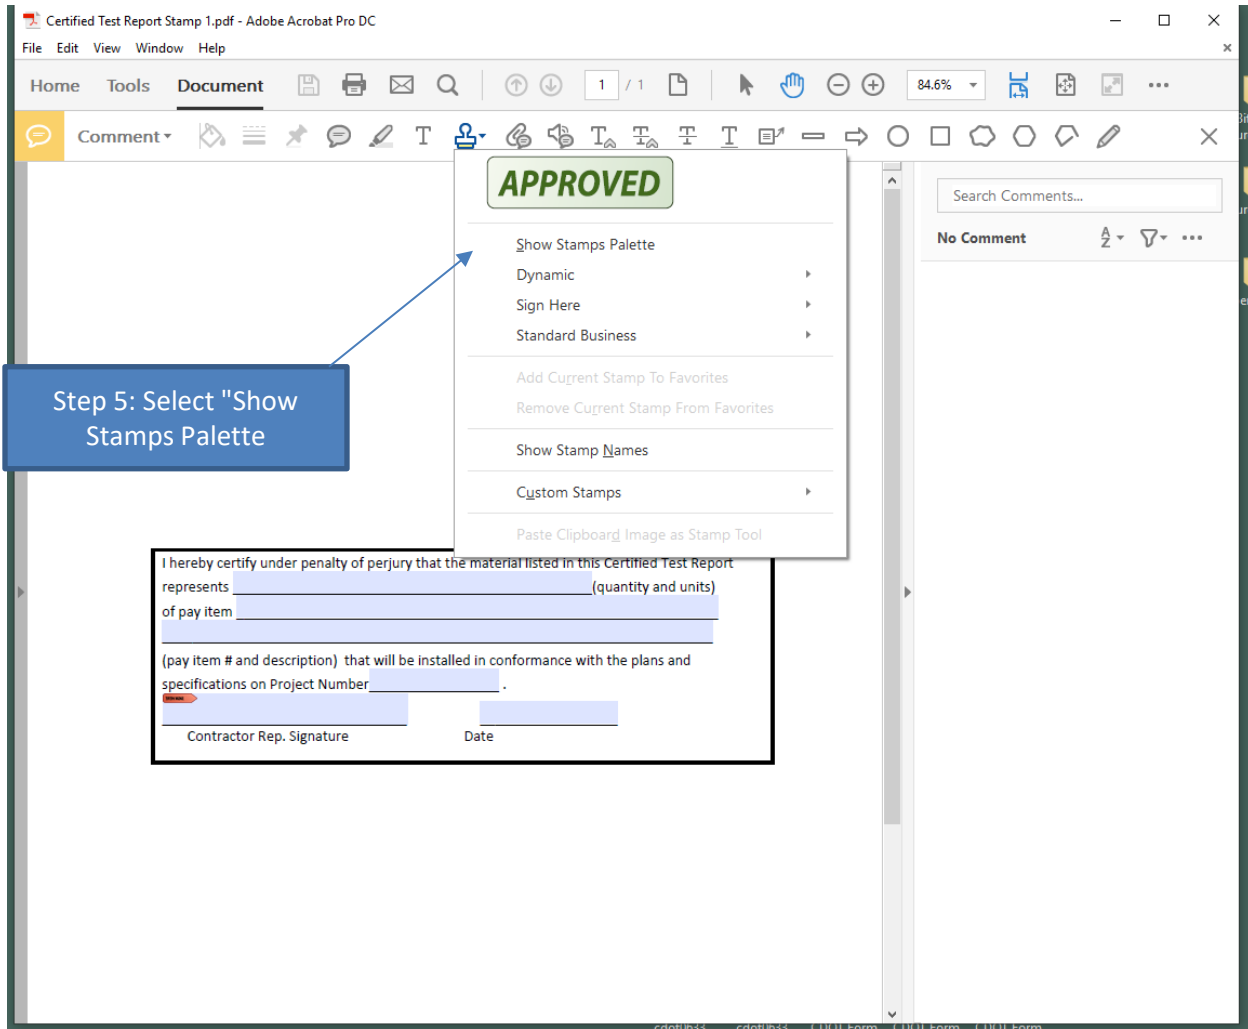 Certified Test Report Stamp 1.pdf - Adobe Acrobat Pro DC
File Edit View Window Help
Home Tools Document 1 / 1 84.6%
Comment
APPROVED
Show Stamps Palette
Dynamic
Sign Here
Standard Business
Add Current Stamp To Favorites
Remove Current Stamp From Favorites
Show Stamp Names
Custom Stamps
Paste Clipboard Image as Stamp Tool
Search Comments...
No Comment
Step 5: Select "Show
Stamps Palette
I hereby certify under penalty of perjury that the material listed in this Certified Test Report
represents (quantity and units)
of pay item
(pay item # and description) that will be installed in conformance with the plans and
specifications on Project Number .
Contractor Rep. Signature Date